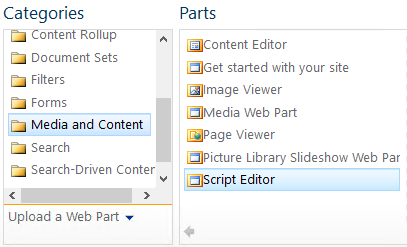 Categories
Content Rollup
Document Sets
Filters
Forms
Media and Content
Search
Search-Driven Conten
Upload a Web Part
Parts
Content Editor
Get started with your site
Image Viewer
Media Web Part
Page Viewer
Picture Library Slideshow Web Par
Script Editor